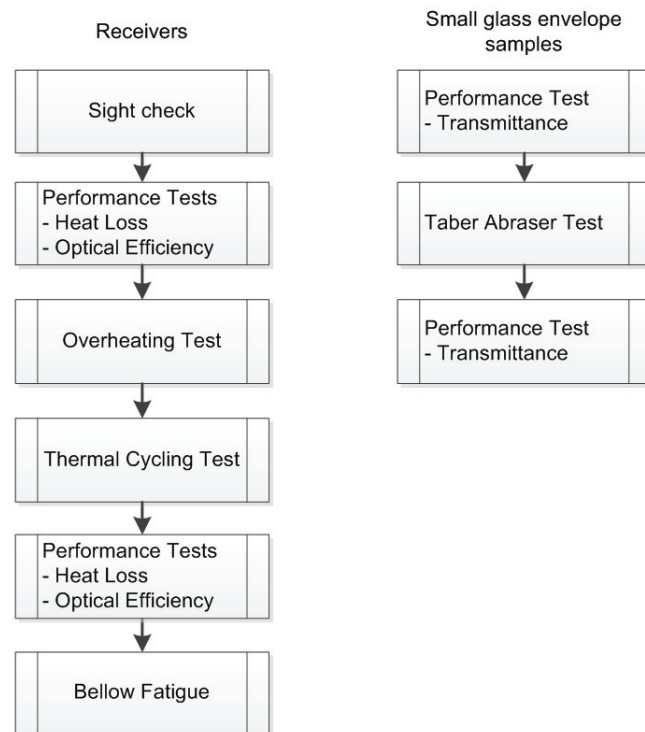 Receivers
Sight check
Performance Tests
- Heat Loss
- Optical Efficiency
Overheating Test
Thermal Cycling Test
Performance Tests
- Heat Loss
- Optical Efficiency
Bellow Fatigue
Small glass envelope
samples
Performance Test
- Transmittance
Taber Abraser Test
Performance Test
- Transmittance